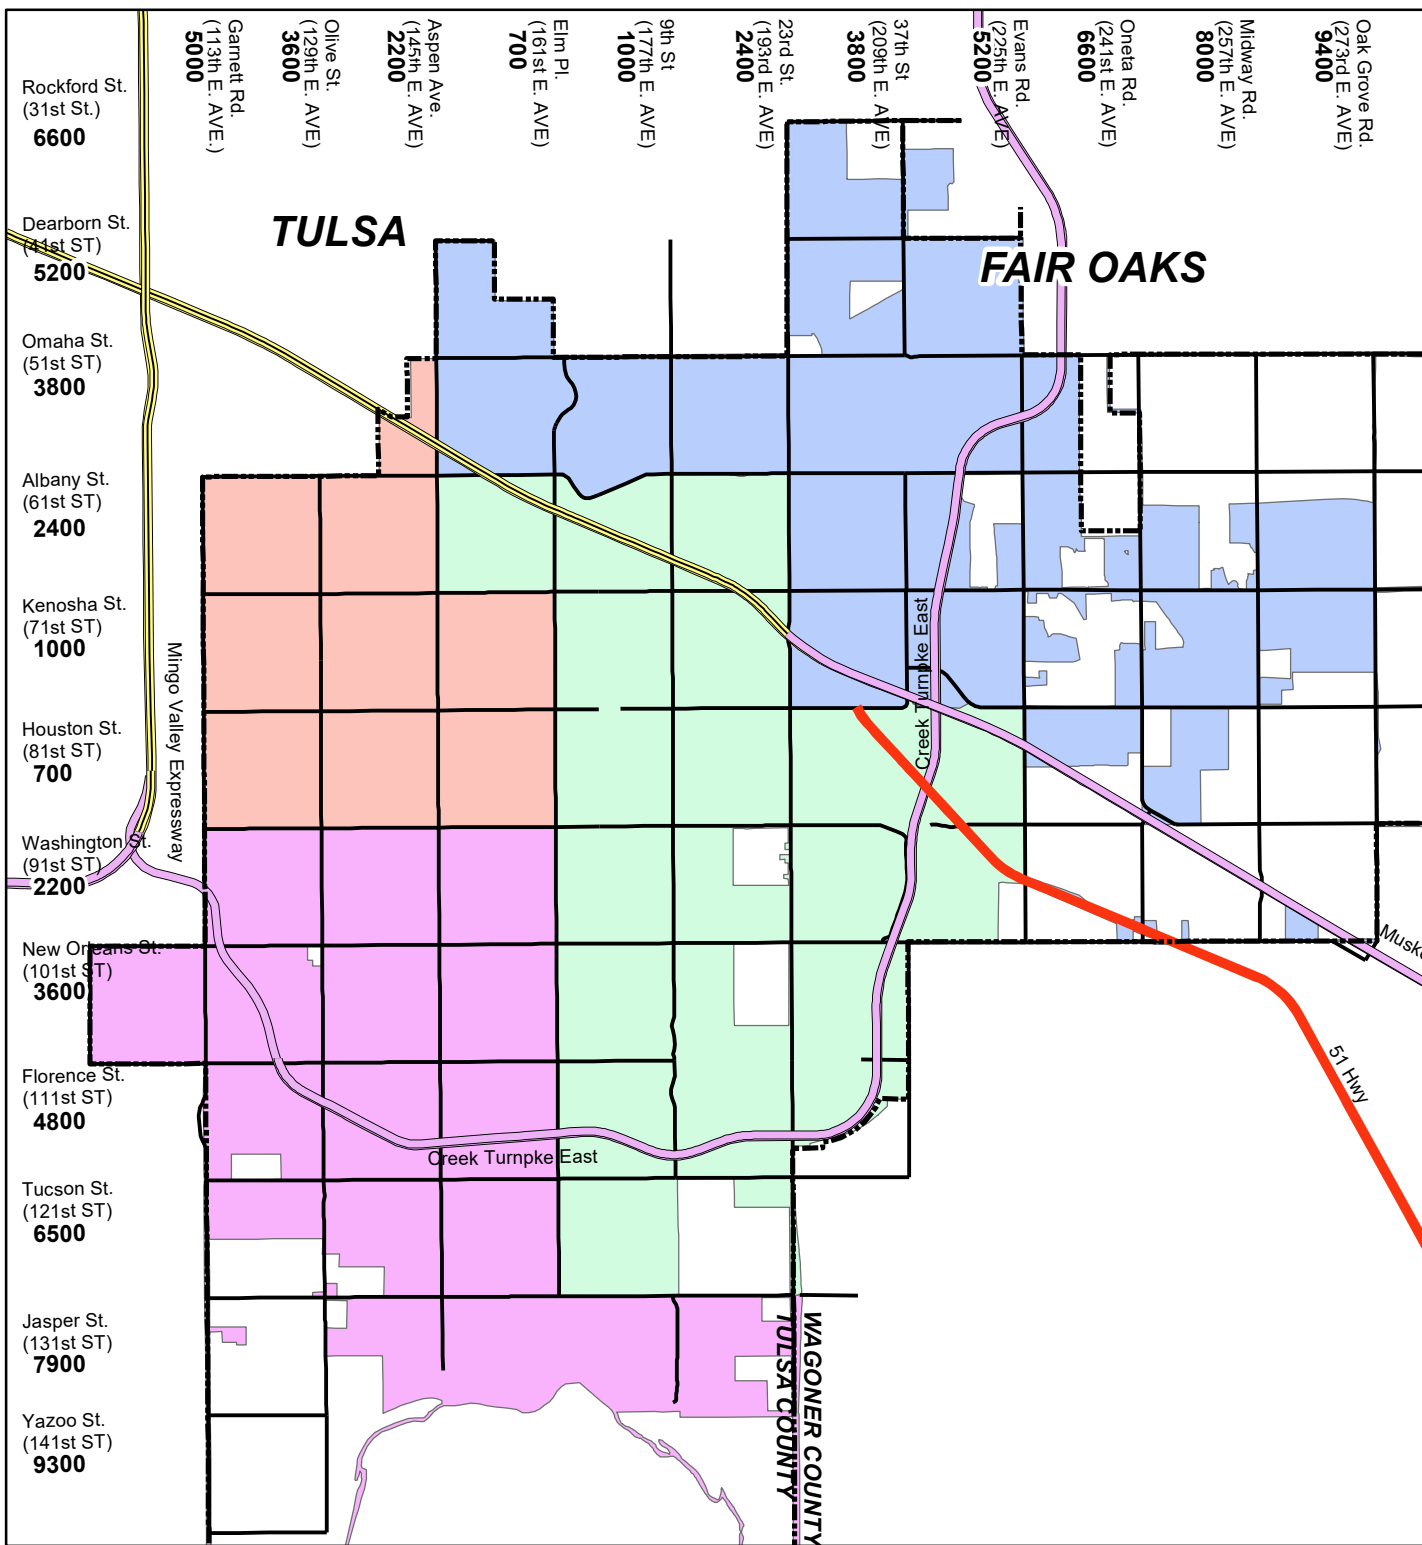 Garnett Rd.
(113th E. AVE.)
5000
Olive St.
(129th E. AVE)
3600
Aspen Ave.
(145th E. AVE)
2200
Elm Pl.
(161st E. AVE)
700
9th St
(177th E. AVE)
1000
23rd St.
(193rd E. AVE)
2400
37th St
(209th E. AVE)
3800
Evans Rd.
(225th E. AVE)
5200
Oneta Rd.
(241st E. AVE)
6600
Midway Rd.
(257th E. AVE)
8000
Oak Grove Rd.
(273rd E. AVE)
9400
Rockford St.
(31st St.)
6600
Dearborn St.
(41st ST)
5200
TULSA
FAIR OAKS
Omaha St.
(51st ST)
3800
Albany St.
(61st ST)
2400
Kenosha St.
(71st ST)
1000
Mingo Valley Expressway
Creek Turnpke East
Houston St.
(81st ST)
700
Washington St.
(91st ST)
2200
New Orleans St.
(101st ST)
3600
Musko
51 Hwy
Florence St.
(111st ST)
4800
Creek Turnpke East
Tucson St.
(121st ST)
6500
Jasper St.
(131st ST)
7900
WAGONER COUNTY
TULSA COUNTY
Yazoo St.
(141st ST)
9300